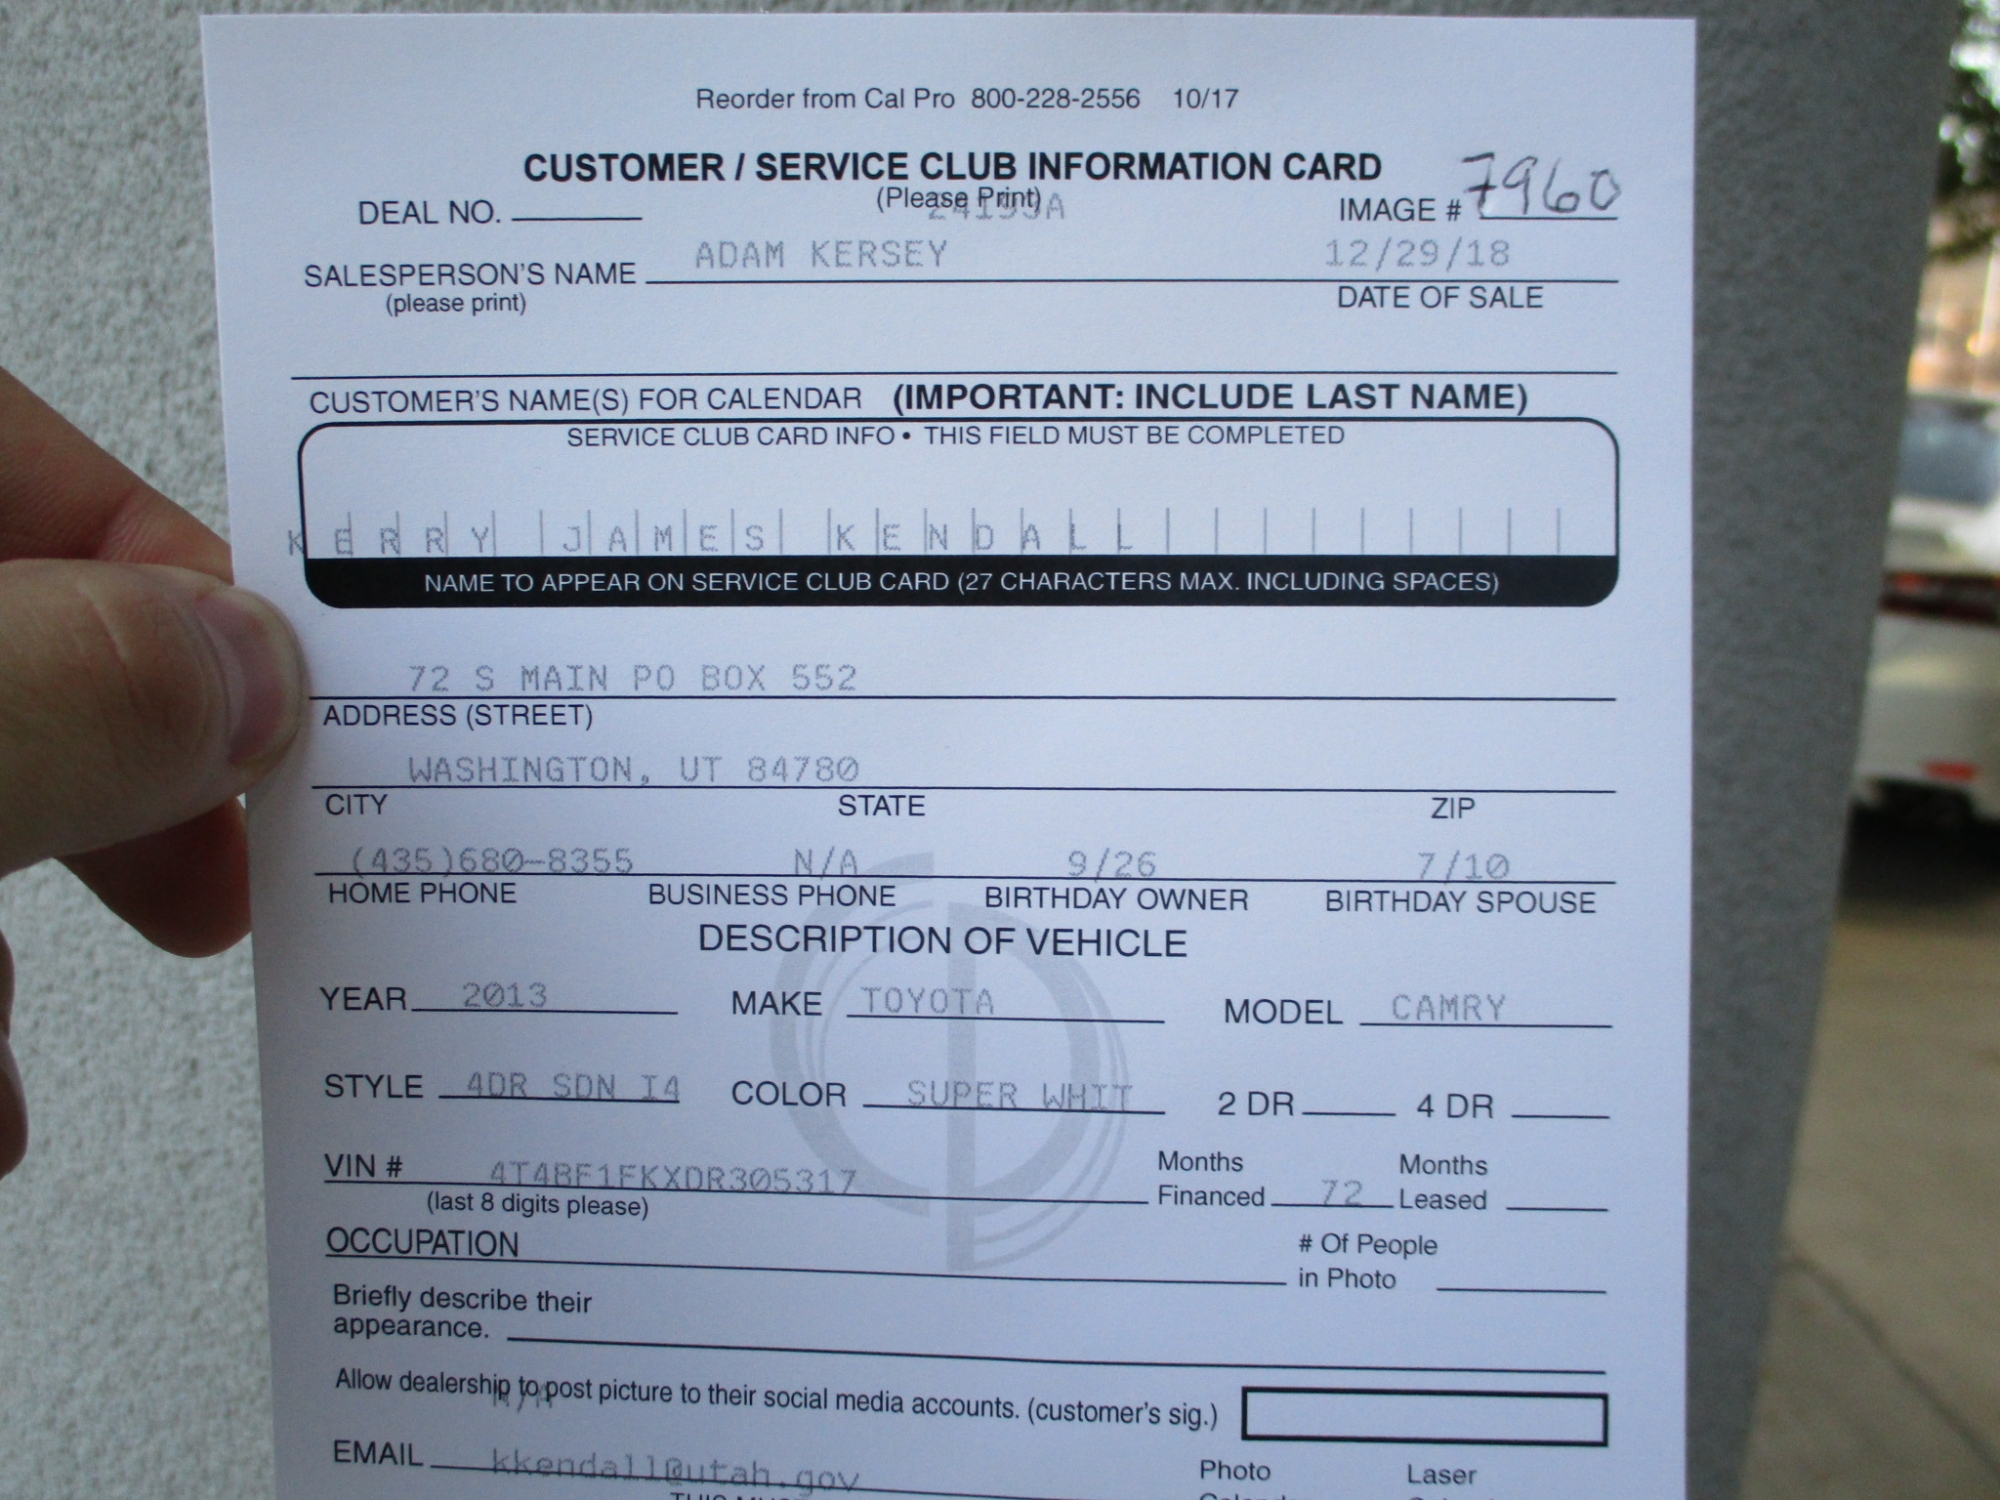 Reorder from Cal Pro 800-228-2556 10/17
CUSTOMER / SERVICE CLUB INFORMATION CARD
(Please Print)
DEAL NO. IMAGE # 7960
ADAM KERSEY 12/29/18
SALESPERSON'S NAME
(please print) DATE OF SALE
CUSTOMER'S NAME(S) FOR CALENDAR (IMPORTANT: INCLUDE LAST NAME)
SERVICE CLUB CARD INFO • THIS FIELD MUST BE COMPLETED
KERRY JAMES KENDALL
NAME TO APPEAR ON SERVICE CLUB CARD (27 CHARACTERS MAX. INCLUDING SPACES)
72 S MAIN PO BOX 552
ADDRESS (STREET)
WASHINGTON, UT 84780
CITY STATE ZIP
(435)680-8355 N/A 9/26 7/10
HOME PHONE BUSINESS PHONE BIRTHDAY OWNER BIRTHDAY SPOUSE
DESCRIPTION OF VEHICLE
YEAR 2013 MAKE TOYOTA MODEL CAMRY
STYLE 4DR SDN I4 COLOR SUPER WHIT 2 DR 4 DR
VIN # 4T4BF1FKXDR305317 Months Financed 72 Months Leased
(last 8 digits please)
OCCUPATION # Of People in Photo
Briefly describe their
appearance.
Allow dealership to post picture to their social media accounts. (customer's sig.)
EMAIL kkendall@utah.gov Photo Laser